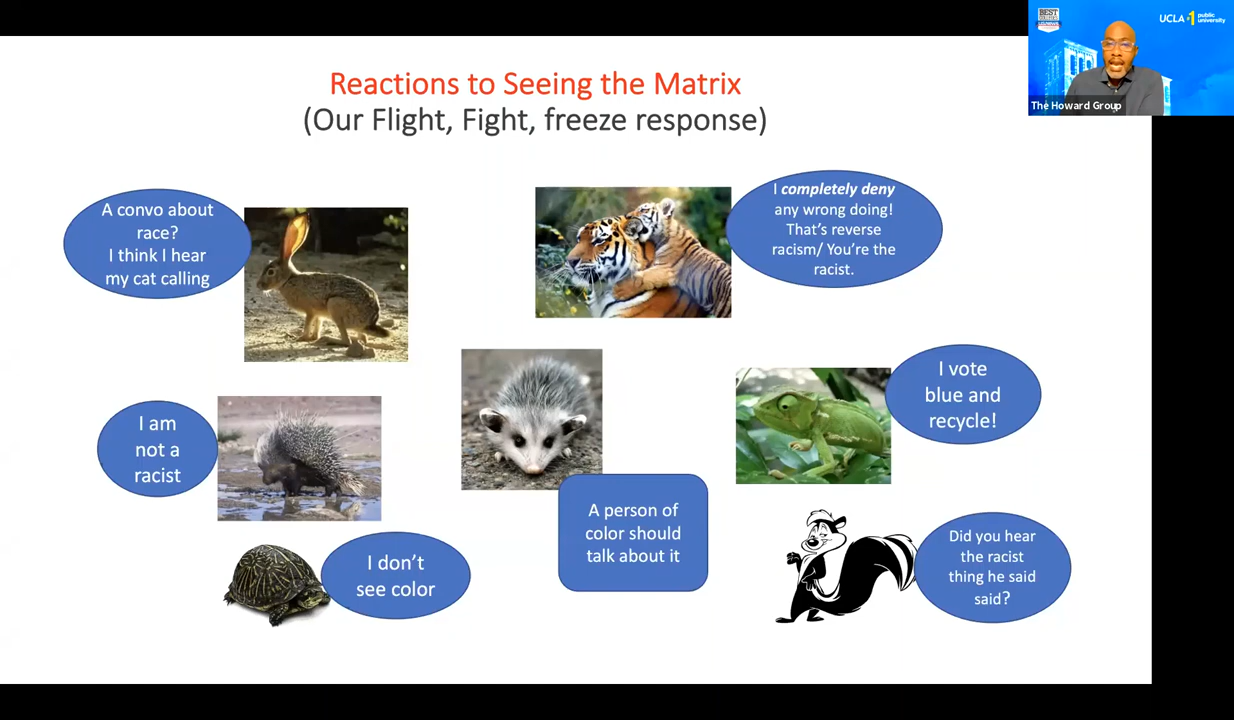 Reactions to Seeing the Matrix
(Our Flight, Fight, freeze response)
UCLA
1
public
university
The Howard Group
A convo about
race?
I think I hear
my cat calling
I completely deny
any wrong doing!
That's reverse
racism/ You're the
racist.
I vote
blue and
recycle!
I am
not a
racist
A person of
color should
talk about it
I don't
see color
Did you hear
the racist
thing he said
said?